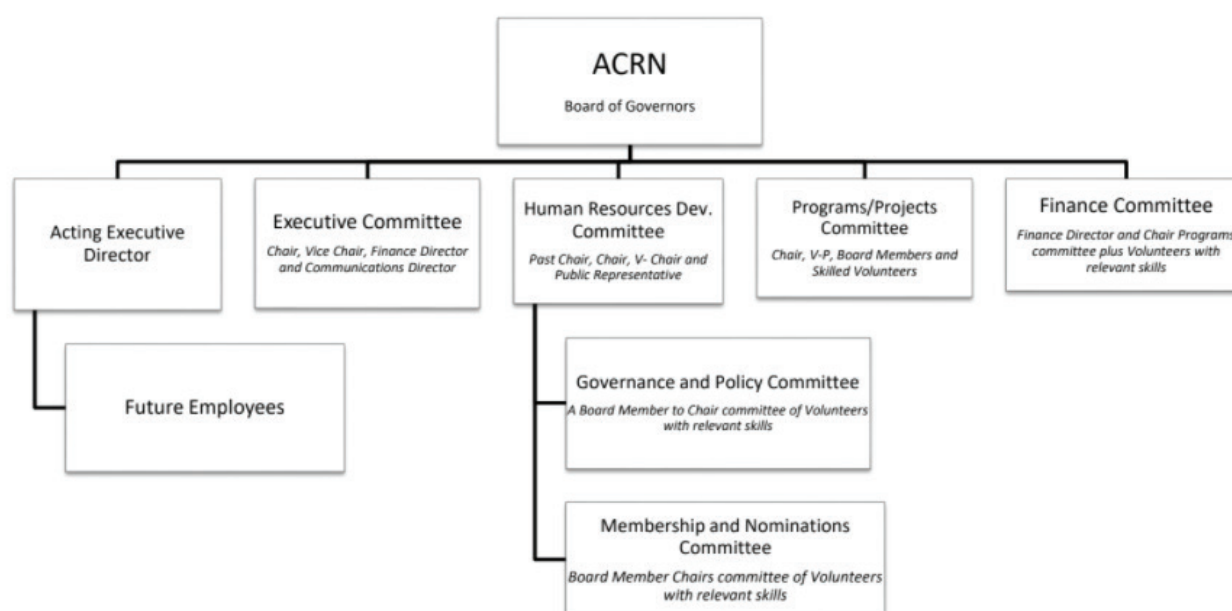 ACRN
Board of Governors
Acting Executive
Director
Executive Committee
Chair, Vice Chair, Finance Director
and Communications Director
Human Resources Dev.
Committee
Past Chair, Chair, V- Chair and
Public Representative
Programs/Projects
Committee
Chair, V-P, Board Members and
Skilled Volunteers
Finance Committee
Finance Director and Chair Programs
committee plus Volunteers with
relevant skills
Future Employees
Governance and Policy Committee
A Board Member to Chair committee of Volunteers
with relevant skills
Membership and Nominations
Committee
Board Member Chairs committee of Volunteers
with relevant skills